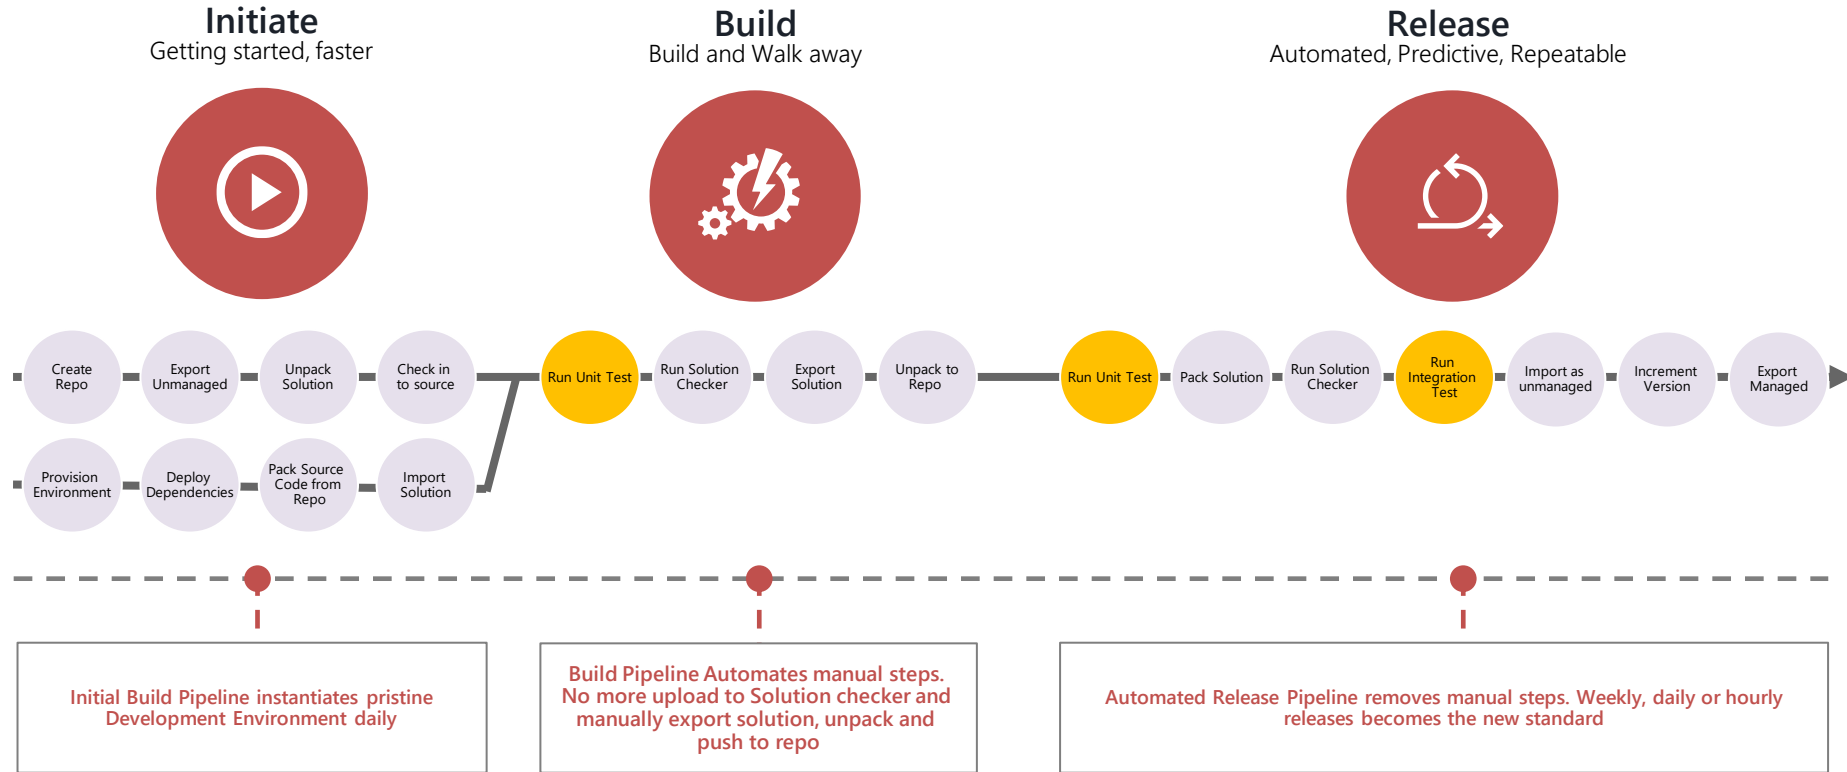 Initiate
Getting started, faster
Build
Build and Walk away
Release
Automated, Predictive, Repeatable
Create
Repo
Export
Unmanaged
Unpack
Solution
Check in
to source
Run Unit Test
Run Solution
Checker
Export
Solution
Unpack to
Repo
Run Unit Test
Pack Solution
Run Solution
Checker
Run
Integration
Test
Import as
unmanaged
Increment
Version
Export
Managed
Provision
Environment
Deploy
Dependencies
Pack Source
Code from
Repo
Import
Solution
Initial Build Pipeline instantiates pristine
Development Environment daily
Build Pipeline Automates manual steps.
No more upload to Solution checker and
manually export solution, unpack and
push to repo
Automated Release Pipeline removes manual steps. Weekly, daily or hourly
releases becomes the new standard